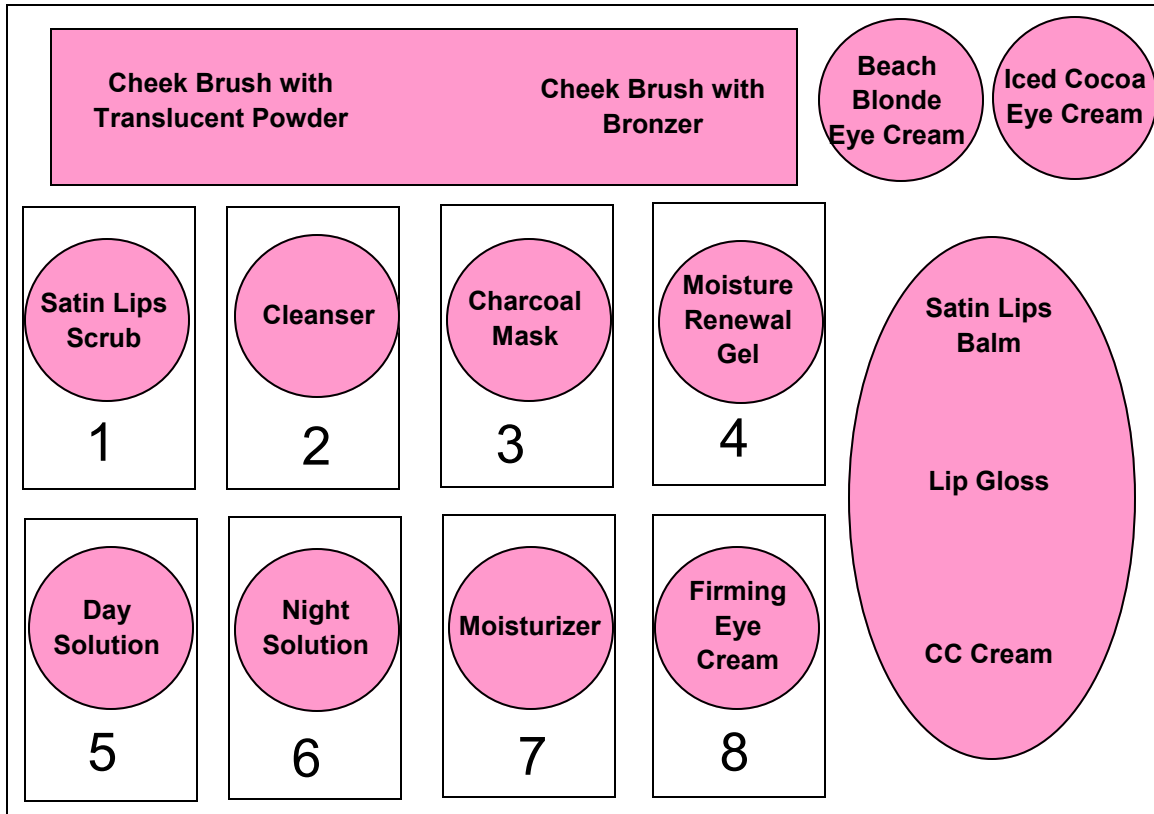 Cheek Brush with
Translucent Powder
Cheek Brush with
Bronzer
Beach
Blonde
Eye Cream
Iced Cocoa
Eye Cream
Satin Lips
Scrub
1
Cleanser
2
Charcoal
Mask
3
Moisture
Renewal
Gel
4
Satin Lips
Balm
Lip Gloss
CC Cream
Day
Solution
5
Night
Solution
6
Moisturizer
7
Firming
Eye
Cream
8